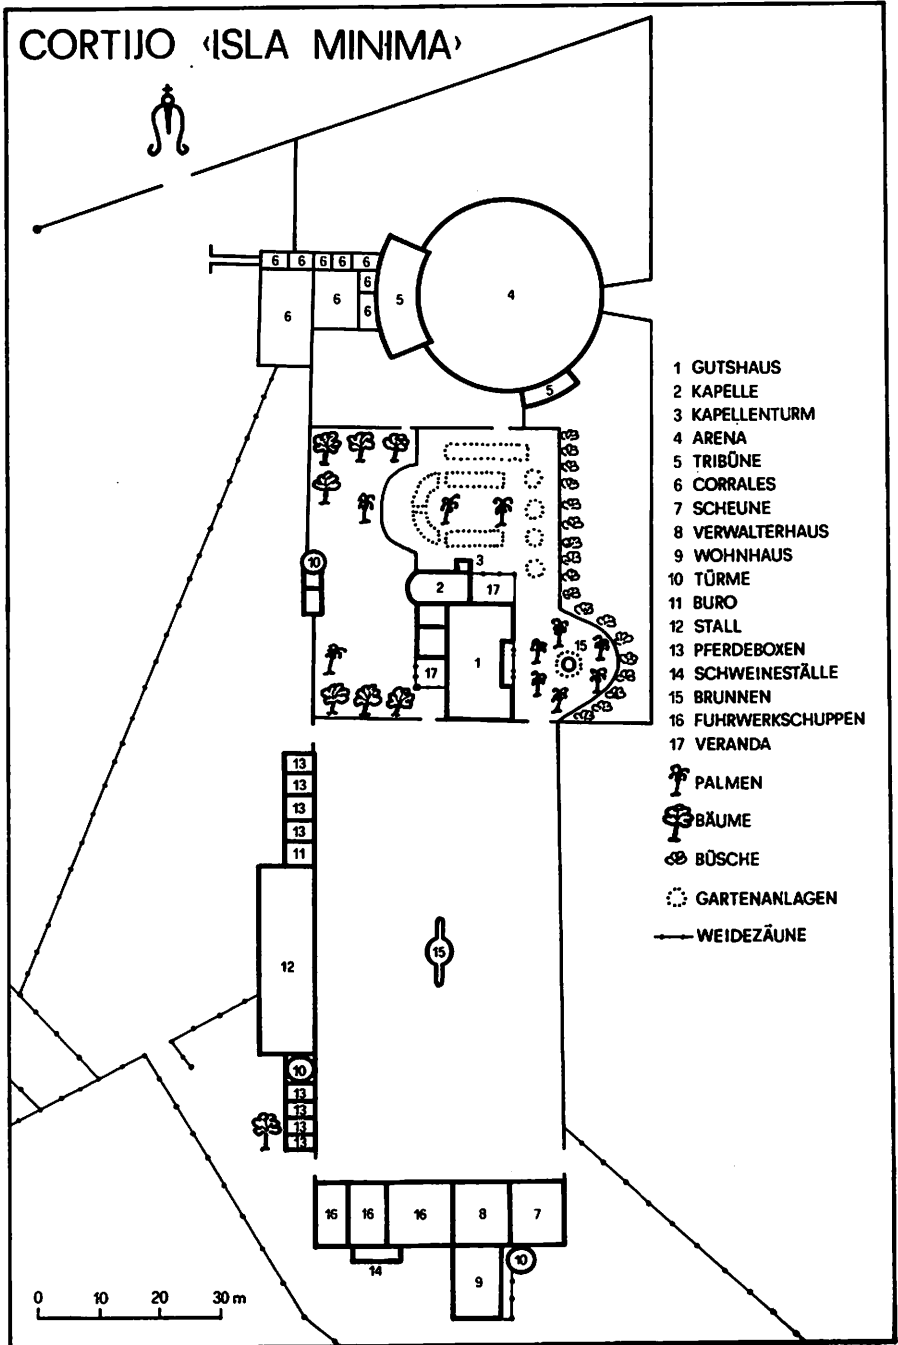 CORTIJO ‹ISLA MINIMA›
6 6 6 6 6
6
6 6 5 4
6
5
1 GUTSHAUS
2 KAPELLE
3 KAPELLENTURM
4 ARENA
5 TRIBÜNE
6 CORRALES
7 SCHEUNE
8 VERWALTERHAUS
9 WOHNHAUS
10 TÜRME
11 BURO
12 STALL
13 PFERDEBOXEN
14 SCHWEINESTÄLLE
15 BRUNNEN
16 FUHRWERKSCHUPPEN
17 VERANDA
PALMEN
BÄUME
BÜSCHE
GARTENANLAGEN
WEIDEZÄUNE
10
3
2 17
15
17 1
13
13
13
13
11
15
12
10
13
13
13
13
16 16 16 8 7
14
10
9
0 10 20 30 m